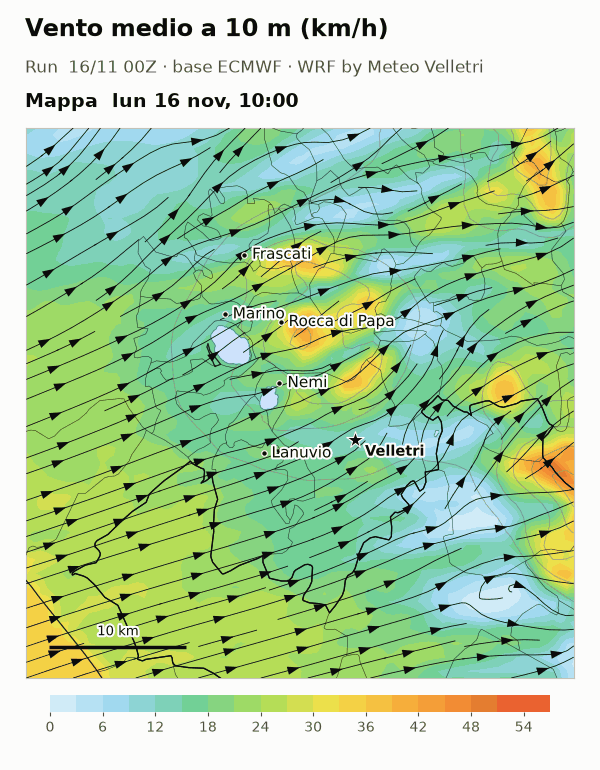 Vento medio a 10 m (km/h)
Run  16/11 00Z · base ECMWF · WRF by Meteo Velletri
Mappa  lun 16 nov, 10:00
Frascati
Marino
Rocca di Papa
Nemi
Lanuvio
Velletri
10 km
0 6 12 18 24 30 36 42 48 54